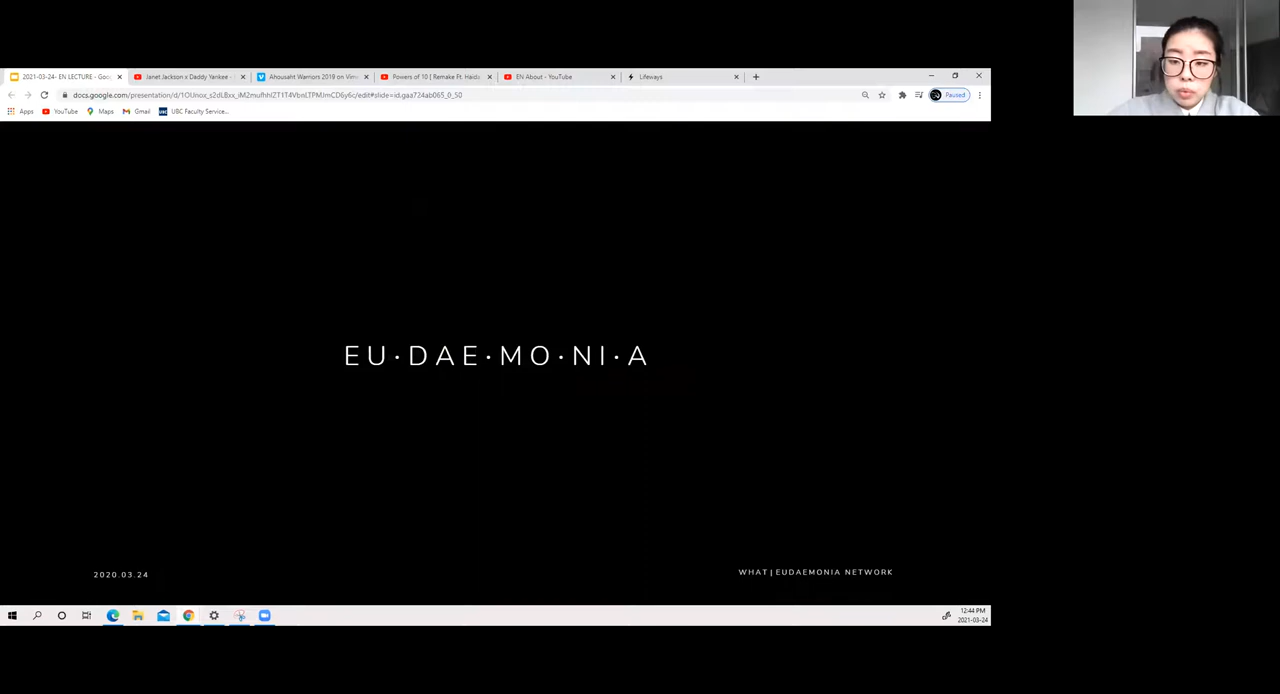 2021-03-24- EN LECTURE - Goo
Janet Jackson x Daddy Yankee -
Ahousaht Warriors 2019 on Vim
Powers of 10 [ Remake Ft. Haida
EN About - YouTube
Lifeways
Paused
Apps
YouTube
Maps
Gmail
UBC
UBC Faculty Service...
EU·DAE·MO·NI·A
2020.03.24
WHAT | EUDAEMONIA NETWORK
12:44 PM
2021-03-24